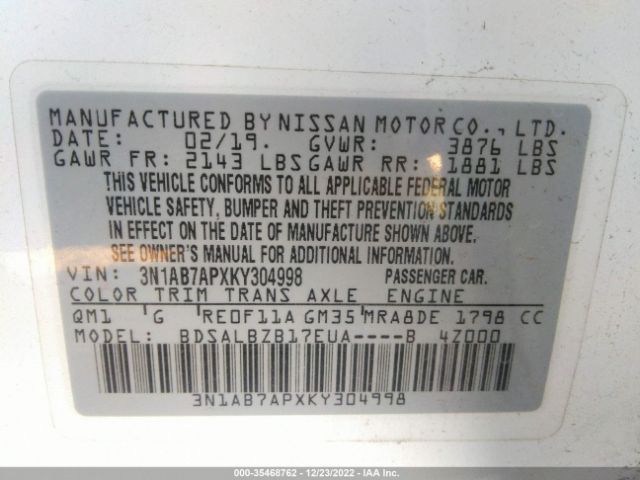 MANUFACTURED BY NISSAN MOTOR CO., LTD.
DATE: 02/19. GVWR: 3876 LBS
GAWR FR: 2143 LBS GAWR RR: 1881 LBS
THIS VEHICLE CONFORMS TO ALL APPLICABLE FEDERAL MOTOR
VEHICLE SAFETY, BUMPER AND THEFT PREVENTION STANDARDS
IN EFFECT ON THE DATE OF MANUFACTURE SHOWN ABOVE.
SEE OWNER'S MANUAL FOR ADDITIONAL INFORMATION.
VIN: 3N1AB7APXKY304998 PASSENGER CAR.
COLOR TRIM TRANS AXLE ENGINE
QM1 G RE0F11A GM35 MRA8DE 1798 CC
MODEL: BDSALBZB17EUA----B 4Z000
3N1AB7APXKY304998
000-35468762 - 12/23/2022 - IAA Inc.